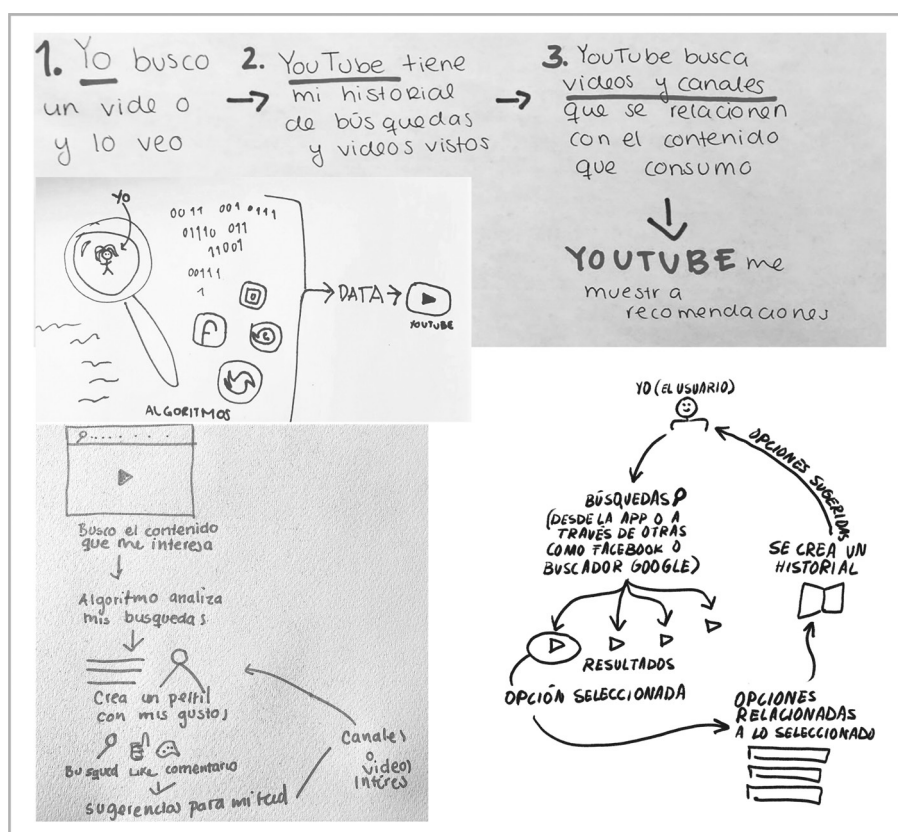 1. Yo busco
un video
y lo veo
2. YouTube tiene
mi historial
de búsquedas
y videos vistos
3. YouTube busca
videos y canales
que se relacionen
con el contenido
que consumo
YOUTUBE me
muestra
recomendaciones
Yo
0011 001 0111
01110 011
11001
00111
1
DATA
YOUTUBE
ALGORITMOS
Busco el contenido
que me interesa
Algoritmo analiza
mis busquedas
Crea un perfil
con mis gustos
Busqued Like comentario
sugerencias para mi feed
Canales
o
videos
Intéres
YO (EL USUARIO)
BÚSQUEDAS
(DESDE LA APP O A
TRAVÉS DE OTRAS
COMO FACEBOOK O
BUSCADOR GOOGLE)
RESULTADOS
OPCIÓN SELECCIONADA
OPCIONES
RELACIONADAS
A LO SELECCIONADO
SE CREA UN
HISTORIAL
OPCIONES SUGERIDAS